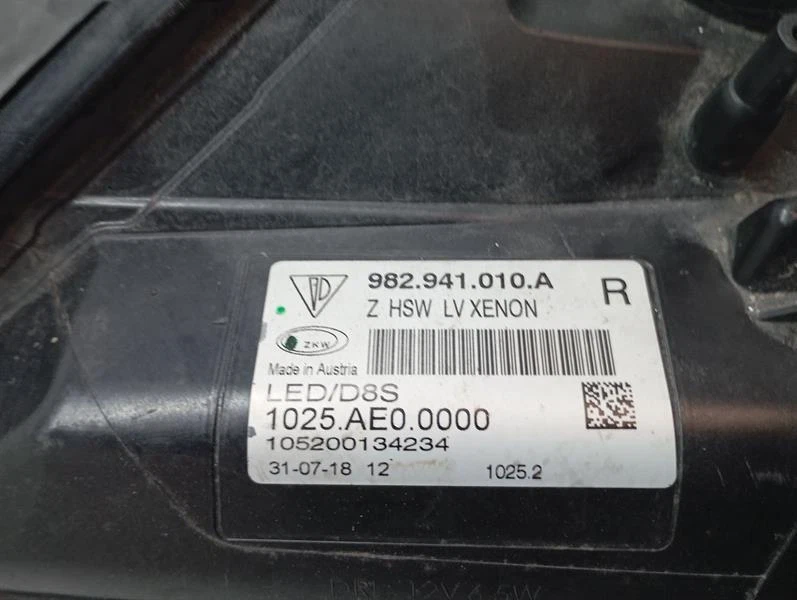 982.941.010.A
R
Z HSW LV XENON
ZKW
Made in Austria
LED/D8S
1025.AE0.0000
105200134234
31-07-18 12 1025.2